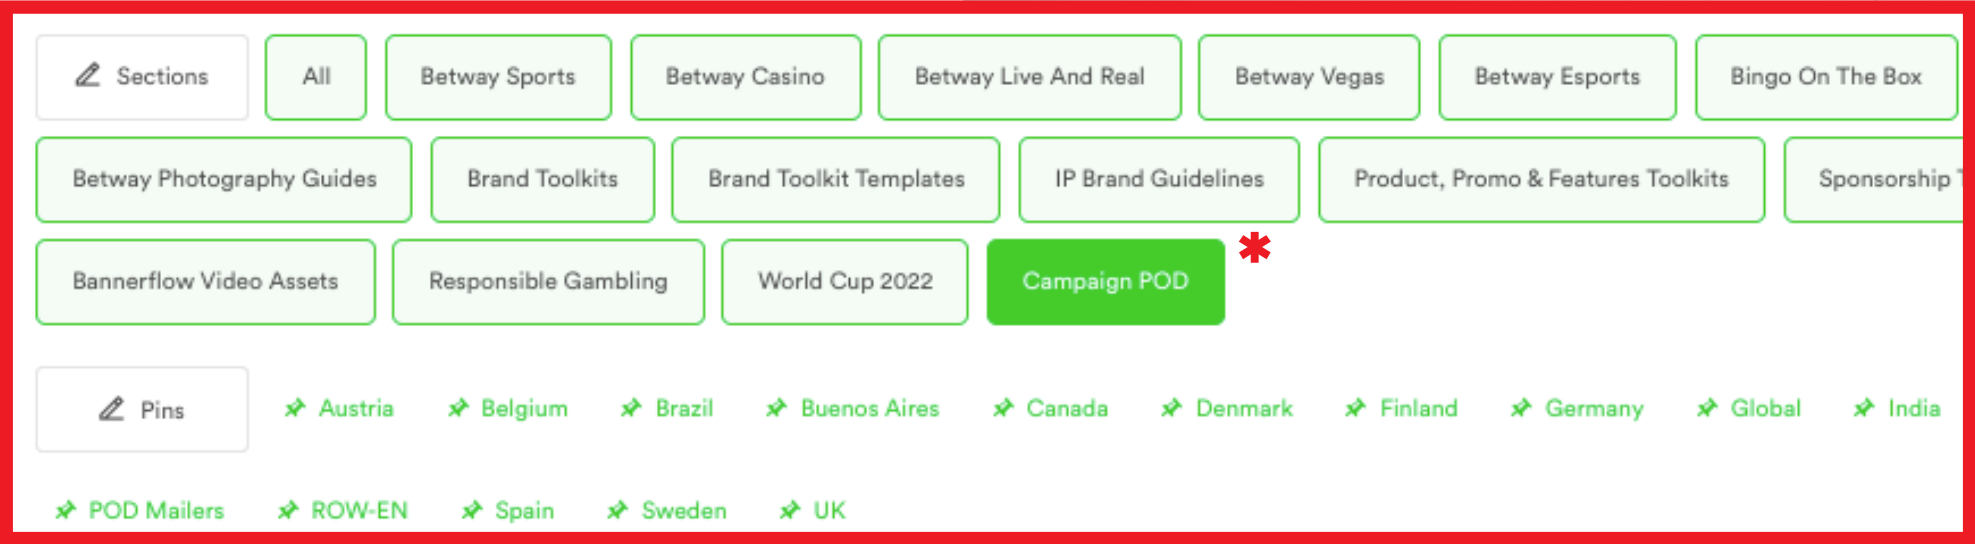 Sections All Betway Sports Betway Casino Betway Live And Real Betway Vegas Betway Esports Bingo On The Box
Betway Photography Guides Brand Toolkits Brand Toolkit Templates IP Brand Guidelines Product, Promo & Features Toolkits Sponsorship
Bannerflow Video Assets Responsible Gambling World Cup 2022 Campaign POD *
Pins Austria Belgium Brazil Buenos Aires Canada Denmark Finland Germany Global India
POD Mailers ROW-EN Spain Sweden UK